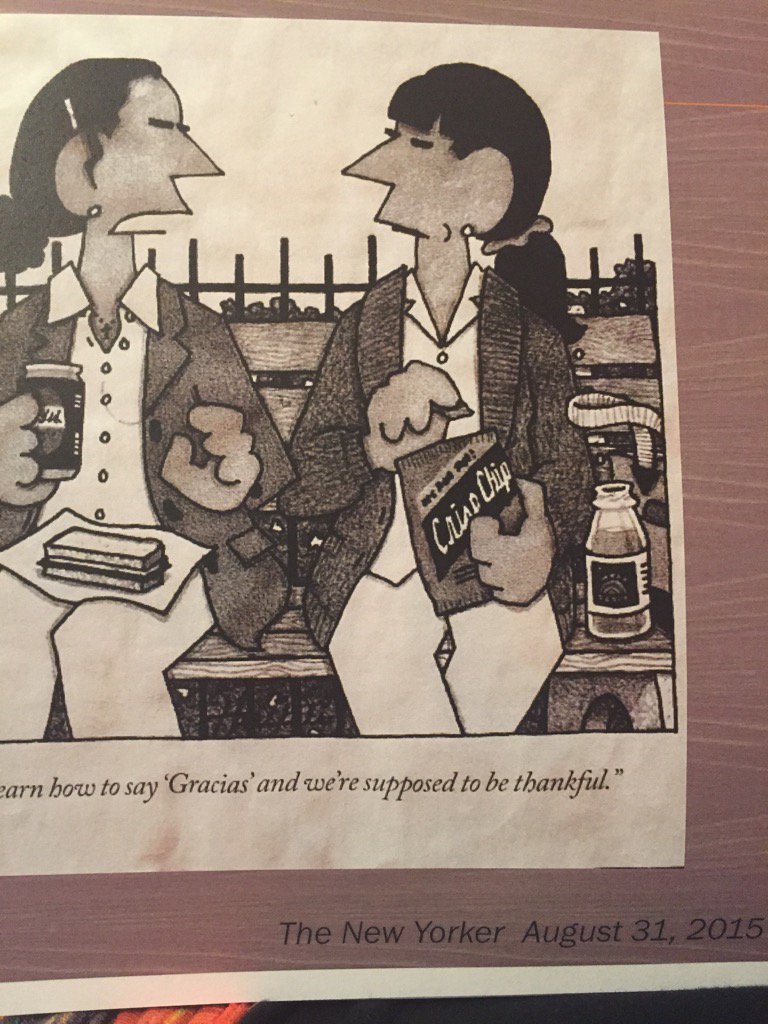 Crisp Chip
earn how to say ‘Gracias’ and we’re supposed to be thankful.”
The New Yorker August 31, 2015